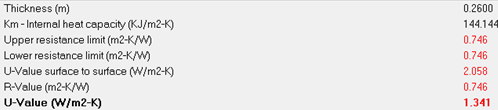 Thickness (m) 0.2600
Km - Internal heat capacity (KJ/m2-K) 144.144
Upper resistance limit (m2-K/W) 0.746
Lower resistance limit (m2-K/W) 0.746
U-Value surface to surface (W/m2-K) 2.058
R-Value (m2-K/W) 0.746
U-Value (W/m2-K) 1.341